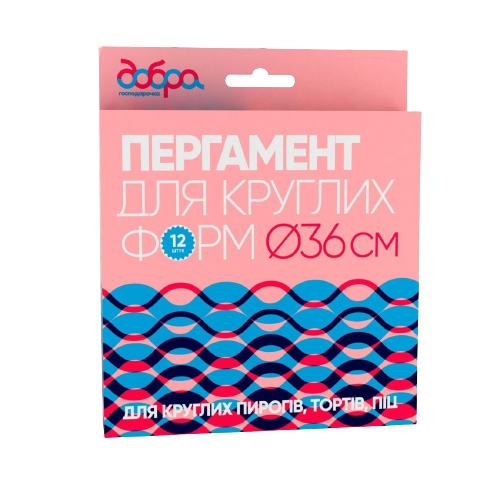 добра
господарочка
ПЕРГАМЕНТ
ДЛЯ КРУГЛИХ
ФОРМ Ø36 СМ
12
ШТУК
ДЛЯ КРУГЛИХ ПИРОГІВ, ТОРТІВ, ПІЦ